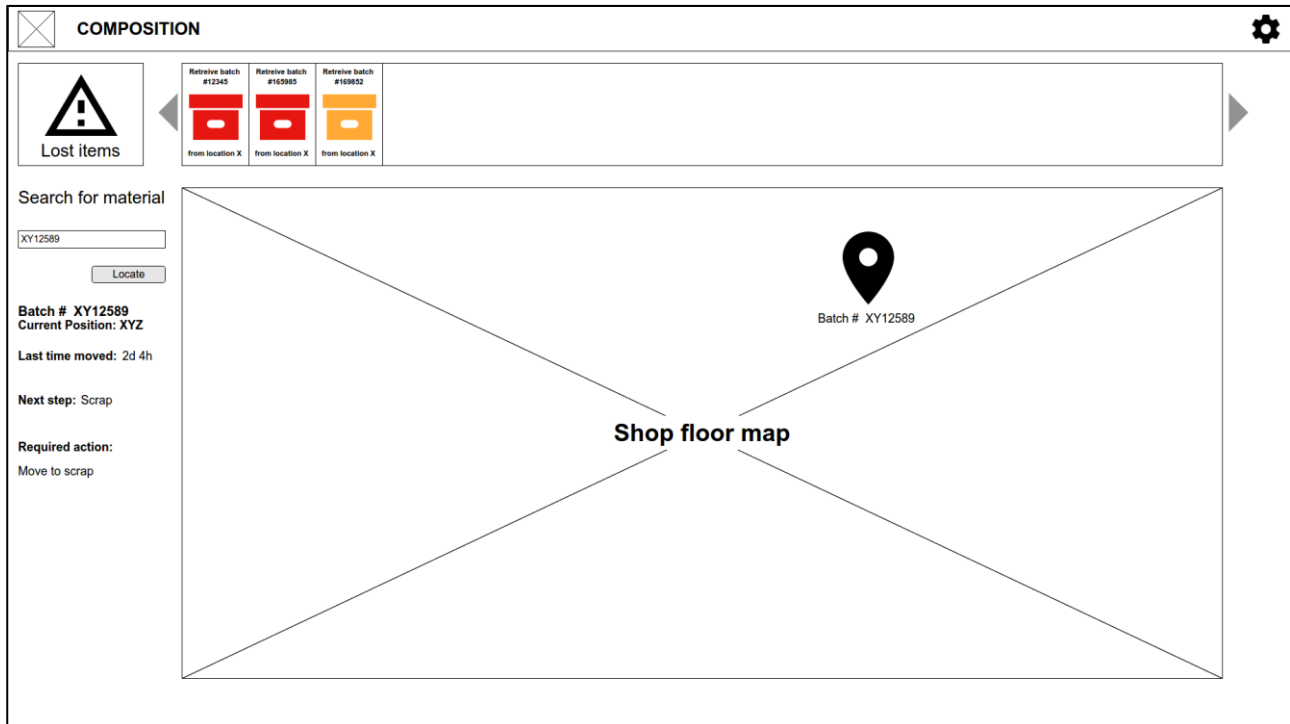 COMPOSITION
Lost items
Retreive batch
#12345
from location X
Retreive batch
#165985
from location X
Retreive batch
#169852
from location X
Search for material
XY12589
Locate
Batch # XY12589
Current Position: XYZ
Last time moved: 2d 4h
Next step: Scrap
Required action:
Move to scrap
Batch # XY12589
Shop floor map